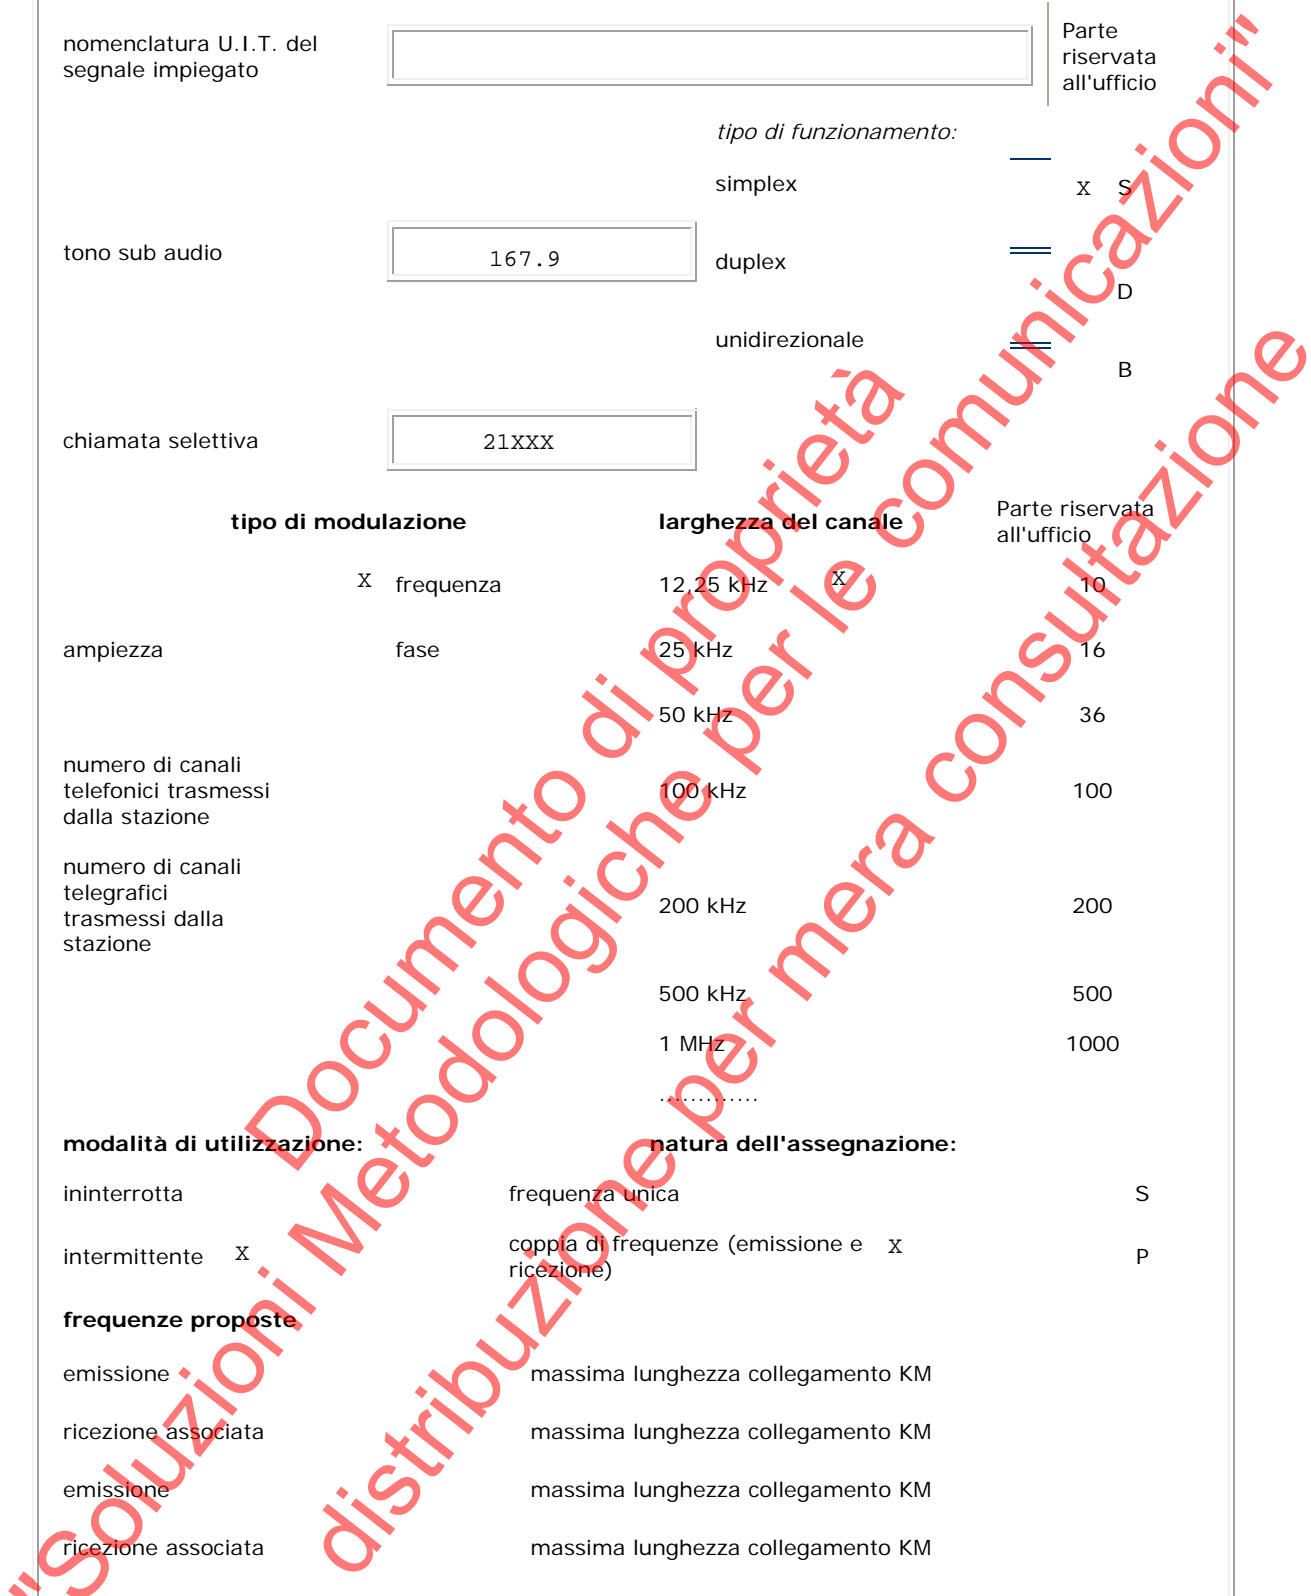 nomenclatura U.I.T. del
segnale impiegato
Parte
riservata
all'ufficio
tipo di funzionamento:
simplex X S
tono sub audio 167.9 duplex
D
unidirezionale
B
chiamata selettiva 21XXX
tipo di modulazione larghezza del canale Parte riservata
all'ufficio
X frequenza 12,25 kHz X 10
ampiezza fase 25 kHz 16
50 kHz 36
numero di canali
telefonici trasmessi
dalla stazione
100 kHz 100
numero di canali
telegrafici
trasmessi dalla
stazione
200 kHz 200
500 kHz 500
1 MHz 1000
.............
modalità di utilizzazione: natura dell'assegnazione:
ininterrotta frequenza unica S
intermittente X coppia di frequenze (emissione e X P
ricezione)
frequenze proposte
emissione massima lunghezza collegamento KM
ricezione associata massima lunghezza collegamento KM
emissione massima lunghezza collegamento KM
ricezione associata massima lunghezza collegamento KM
Documento di proprietà
"Soluzioni Metodologiche per le comunicazioni"
distribuzione per mera consultazione